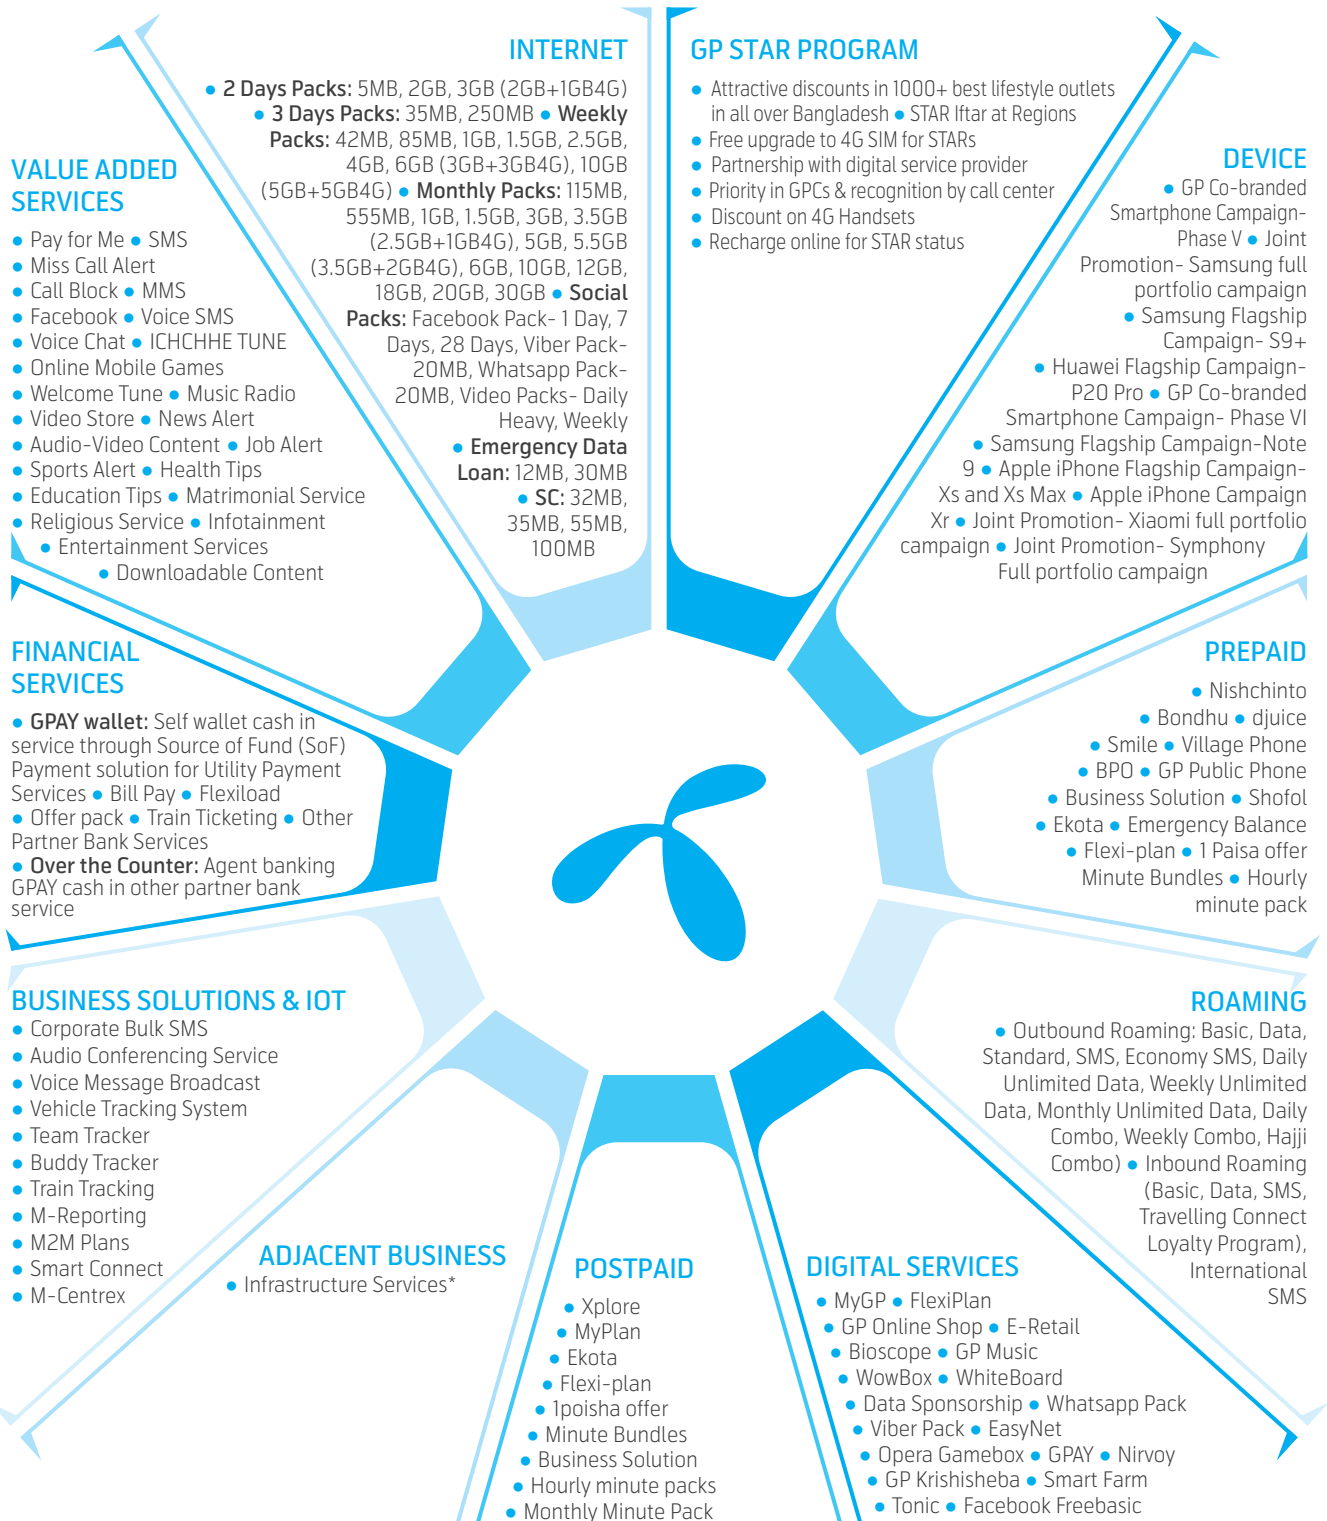 INTERNET
● 2 Days Packs: 5MB, 2GB, 3GB (2GB+1GB4G)
● 3 Days Packs: 35MB, 250MB ● Weekly
Packs: 42MB, 85MB, 1GB, 1.5GB, 2.5GB,
4GB, 6GB (3GB+3GB4G), 10GB
(5GB+5GB4G) ● Monthly Packs: 115MB,
555MB, 1GB, 1.5GB, 3GB, 3.5GB
(2.5GB+1GB4G), 5GB, 5.5GB
(3.5GB+2GB4G), 6GB, 10GB, 12GB,
18GB, 20GB, 30GB ● Social
Packs: Facebook Pack- 1 Day, 7
Days, 28 Days, Viber Pack-
20MB, Whatsapp Pack-
20MB, Video Packs- Daily
Heavy, Weekly
● Emergency Data
Loan: 12MB, 30MB
● SC: 32MB,
35MB, 55MB,
100MB
GP STAR PROGRAM
● Attractive discounts in 1000+ best lifestyle outlets
in all over Bangladesh ● STAR Iftar at Regions
● Free upgrade to 4G SIM for STARs
● Partnership with digital service provider
● Priority in GPCs & recognition by call center
● Discount on 4G Handsets
● Recharge online for STAR status
VALUE ADDED
SERVICES
● Pay for Me ● SMS
● Miss Call Alert
● Call Block ● MMS
● Facebook ● Voice SMS
● Voice Chat ● ICHCHHE TUNE
● Online Mobile Games
● Welcome Tune ● Music Radio
● Video Store ● News Alert
● Audio-Video Content ● Job Alert
● Sports Alert ● Health Tips
● Education Tips ● Matrimonial Service
● Religious Service ● Infotainment
● Entertainment Services
● Downloadable Content
DEVICE
● GP Co-branded
Smartphone Campaign-
Phase V ● Joint
Promotion- Samsung full
portfolio campaign
● Samsung Flagship
Campaign- S9+
● Huawei Flagship Campaign-
P20 Pro ● GP Co-branded
Smartphone Campaign- Phase VI
● Samsung Flagship Campaign-Note
9 ● Apple iPhone Flagship Campaign-
Xs and Xs Max ● Apple iPhone Campaign
Xr ● Joint Promotion- Xiaomi full portfolio
campaign ● Joint Promotion- Symphony
Full portfolio campaign
FINANCIAL
SERVICES
● GPAY wallet: Self wallet cash in
service through Source of Fund (SoF)
Payment solution for Utility Payment
Services ● Bill Pay ● Flexiload
● Offer pack ● Train Ticketing ● Other
Partner Bank Services
● Over the Counter: Agent banking
GPAY cash in other partner bank
service
PREPAID
● Nishchinto
● Bondhu ● djuice
● Smile ● Village Phone
● BPO ● GP Public Phone
● Business Solution ● Shofol
● Ekota ● Emergency Balance
● Flexi-plan ● 1 Paisa offer
Minute Bundles ● Hourly
minute pack
BUSINESS SOLUTIONS & IOT
● Corporate Bulk SMS
● Audio Conferencing Service
● Voice Message Broadcast
● Vehicle Tracking System
● Team Tracker
● Buddy Tracker
● Train Tracking
● M-Reporting
● M2M Plans
● Smart Connect
● M-Centrex
ROAMING
● Outbound Roaming: Basic, Data,
Standard, SMS, Economy SMS, Daily
Unlimited Data, Weekly Unlimited
Data, Monthly Unlimited Data, Daily
Combo, Weekly Combo, Hajji
Combo) ● Inbound Roaming
(Basic, Data, SMS,
Travelling Connect
Loyalty Program),
International
SMS
ADJACENT BUSINESS
● Infrastructure Services*
POSTPAID
● Xplore
● MyPlan
● Ekota
● Flexi-plan
● 1poisha offer
● Minute Bundles
● Business Solution
● Hourly minute packs
● Monthly Minute Pack
DIGITAL SERVICES
● MyGP ● FlexiPlan
● GP Online Shop ● E-Retail
● Bioscope ● GP Music
● WowBox ● WhiteBoard
● Data Sponsorship ● Whatsapp Pack
● Viber Pack ● EasyNet
● Opera Gamebox ● GPAY ● Nirvoy
● GP Krishisheba ● Smart Farm
● Tonic ● Facebook Freebasic